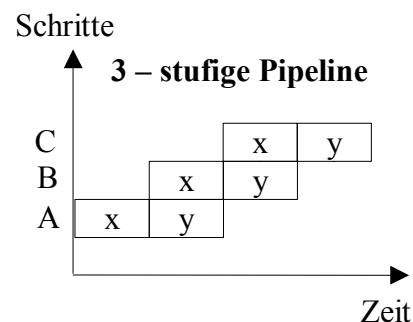 Schritte
3 – stufige Pipeline
C x y
B x y
A x y
Zeit